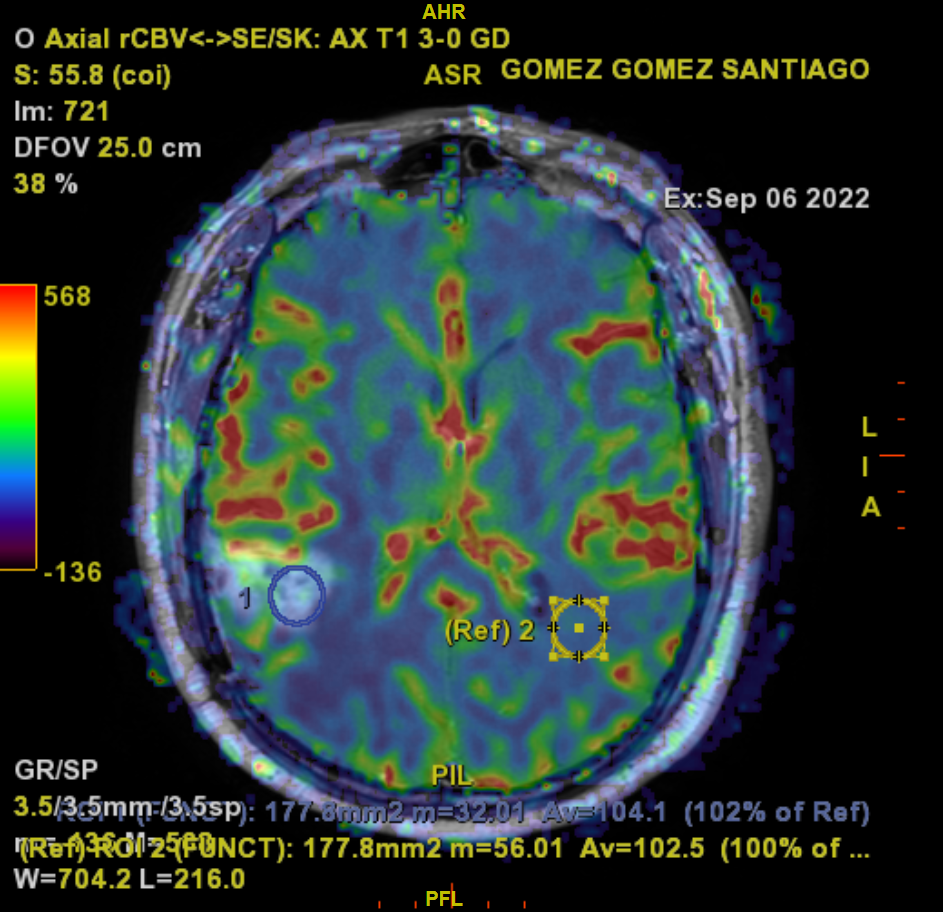 AHR
O Axial rCBV<->SE/SK: AX T1 3-0 GD
S: 55.8 (coi)
ASR
GOMEZ GOMEZ SANTIAGO
Im: 721
DFOV 25.0 cm
38 %
Ex:Sep 06 2022
568
L
I
A
-136
1
(Ref) 2
GR/SP
PIL
3.5/3.5mm/3.5sp
): 177.8mm2 m=32.01 Av=104.1 (102% of Ref)
(Ref) ROI 2 (FUNCT): 177.8mm2 m=56.01 Av=102.5 (100% of ...
W=704.2 L=216.0
PFL